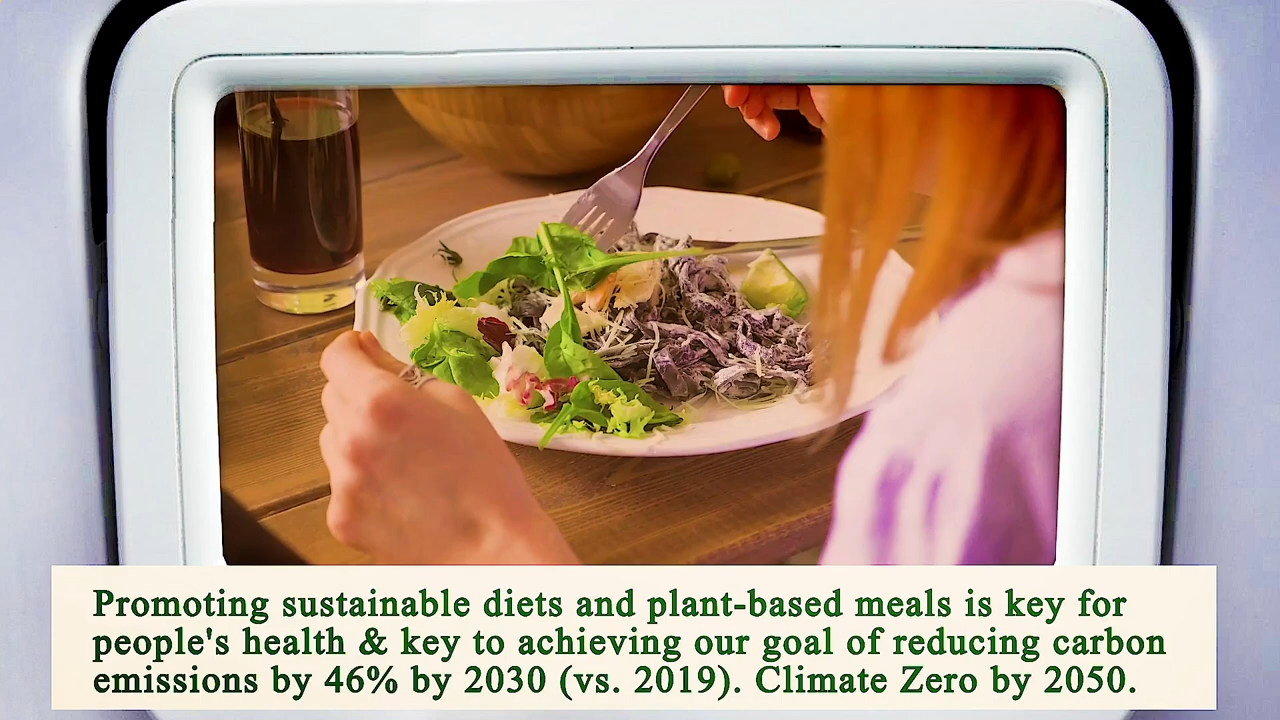 Promoting sustainable diets and plant-based meals is key for
people's health & key to achieving our goal of reducing carbon
emissions by 46% by 2030 (vs. 2019). Climate Zero by 2050.